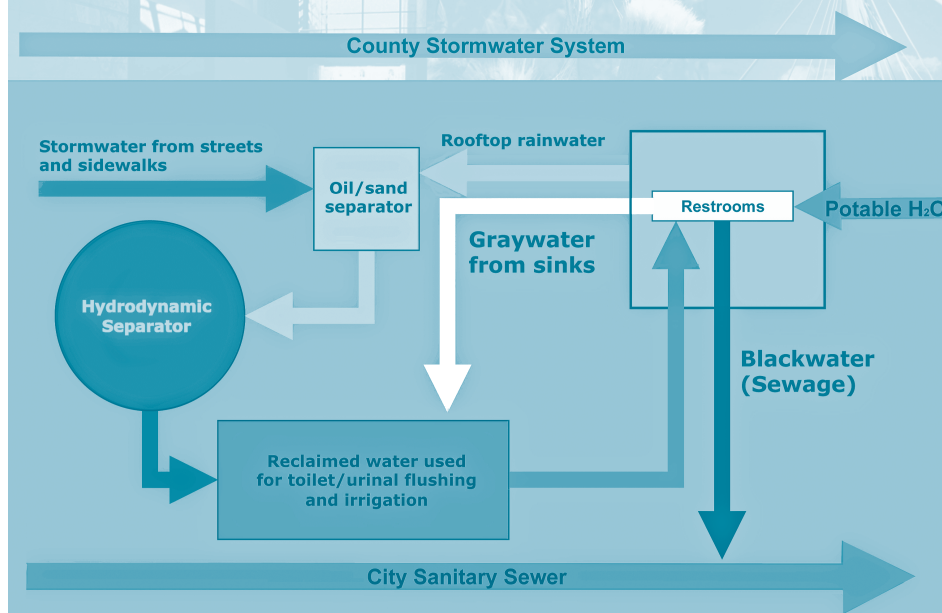 County Stormwater System
Stormwater from streets
and sidewalks
Oil/sand
separator
Rooftop rainwater
Restrooms
Potable H₂O
Graywater
from sinks
Hydrodynamic
Separator
Blackwater
(Sewage)
Reclaimed water used
for toilet/urinal flushing
and irrigation
City Sanitary Sewer